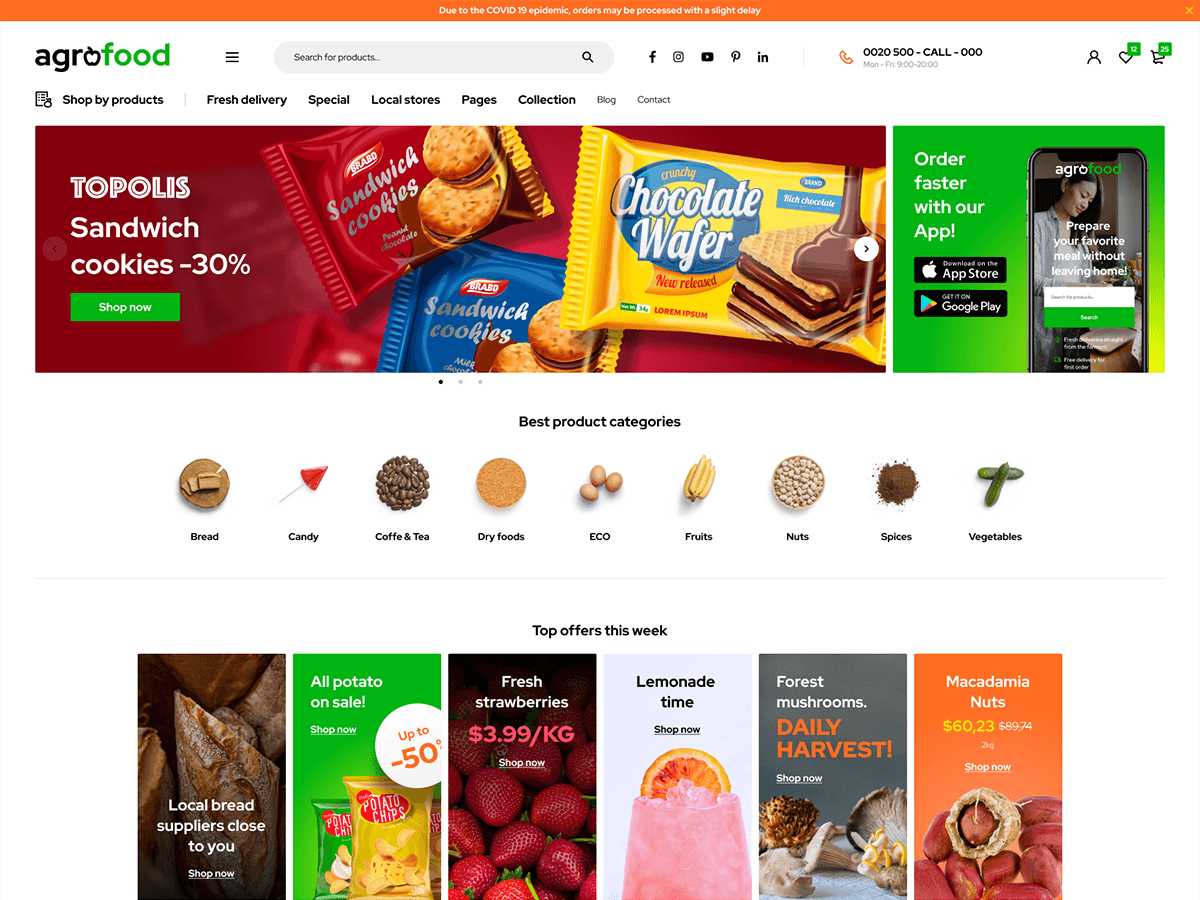 Due to the COVID 19 epidemic, orders may be processed with a slight delay
agrofood
Search for products...
0020 500 - CALL - 000
Mon - Fri: 9:00-20:00
12
25
Shop by products
Fresh delivery
Special
Local stores
Pages
Collection
Blog
Contact
TOPOLIS
Sandwich
cookies -30%
Shop now
BRABD
Sandwich
cookies
Peanut
chocolate
BRABD
Sandwich
cookies
Milk
crunchy
Chocolate
Wafer
New released
BRAND
Rich chocolate
Net Wt. 34g
LOREM IPSUM
Order
faster
with our
App!
Download on the
App Store
GET IT ON
Google Play
agrofood
Prepare
your favorite
meal without
leaving home!
Search for products...
Search
Fresh deliveries straight
from the farmers
Free delivery for
first order
Best product categories
Bread
Candy
Coffe & Tea
Dry foods
ECO
Fruits
Nuts
Spices
Vegetables
Top offers this week
Local bread
suppliers close
to you
Shop now
All potato
on sale!
Shop now
Up to
-50
POTATO
CHIPS
Fresh
strawberries
$3.99/KG
Shop now
Lemonade
time
Shop now
Forest
mushrooms.
DAILY
HARVEST!
Shop now
Macadamia
Nuts
$60,23 $89,74
2kg
Shop now